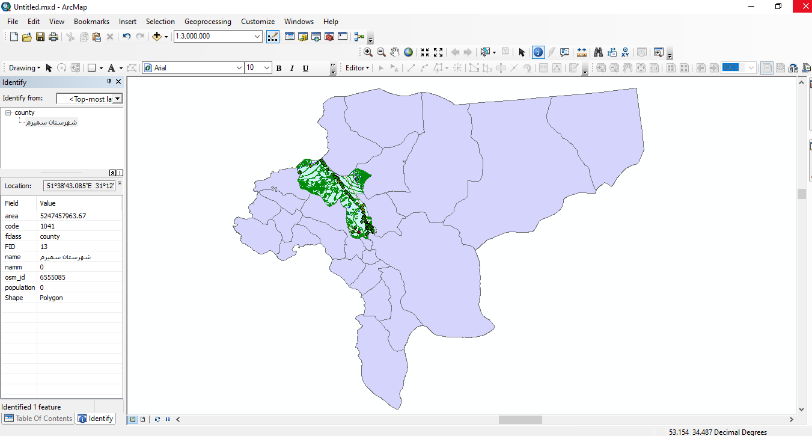 Untitled.mxd - ArcMap
File Edit View Bookmarks Insert Selection Geoprocessing Customize Windows Help
1:3,000,000
Drawing Arial 10 B I U A Editor
Identify
Identify from: <Top-most la
county
شهرستان سمیرم
Location: 51°38'43.085"E 31°12'
Field Value
area 5247457963.67
code 1041
fclass county
FID 13
name شهرستان سمیرم
namm 0
osm_id 6555085
population 0
Shape Polygon
Identified 1 feature
Table Of Contents Identify
53.154 34.487 Decimal Degrees